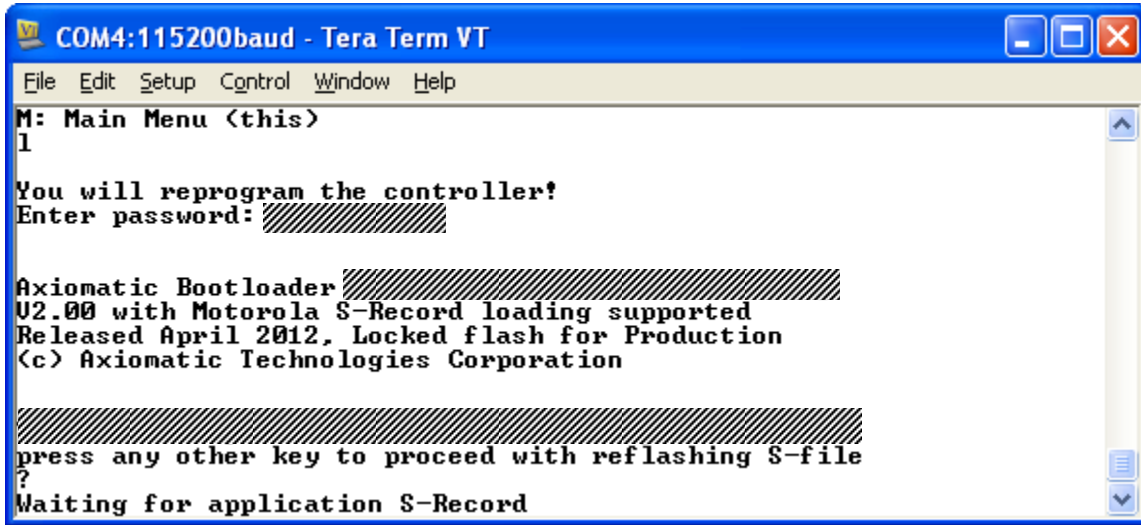 COM4:115200baud - Tera Term VT
File Edit Setup Control Window Help
M: Main Menu (this)
l
You will reprogram the controller!
Enter password:
Axiomatic Bootloader
V2.00 with Motorola S-Record loading supported
Released April 2012, Locked flash for Production
(c) Axiomatic Technologies Corporation
press any other key to proceed with reflashing S-file
?
Waiting for application S-Record